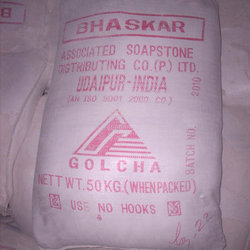 BHASKAR
ASSOCIATED SOAPSTONE
DISTRIBUTING CO.(P.) LTD.
UDAIPUR-INDIA
(AN ISO 9001 2000 CO.)
GOLCHA
NETT WT. 50 KG. (WHEN PACKED)
USE NO HOOKS
BATCH NO.
2010